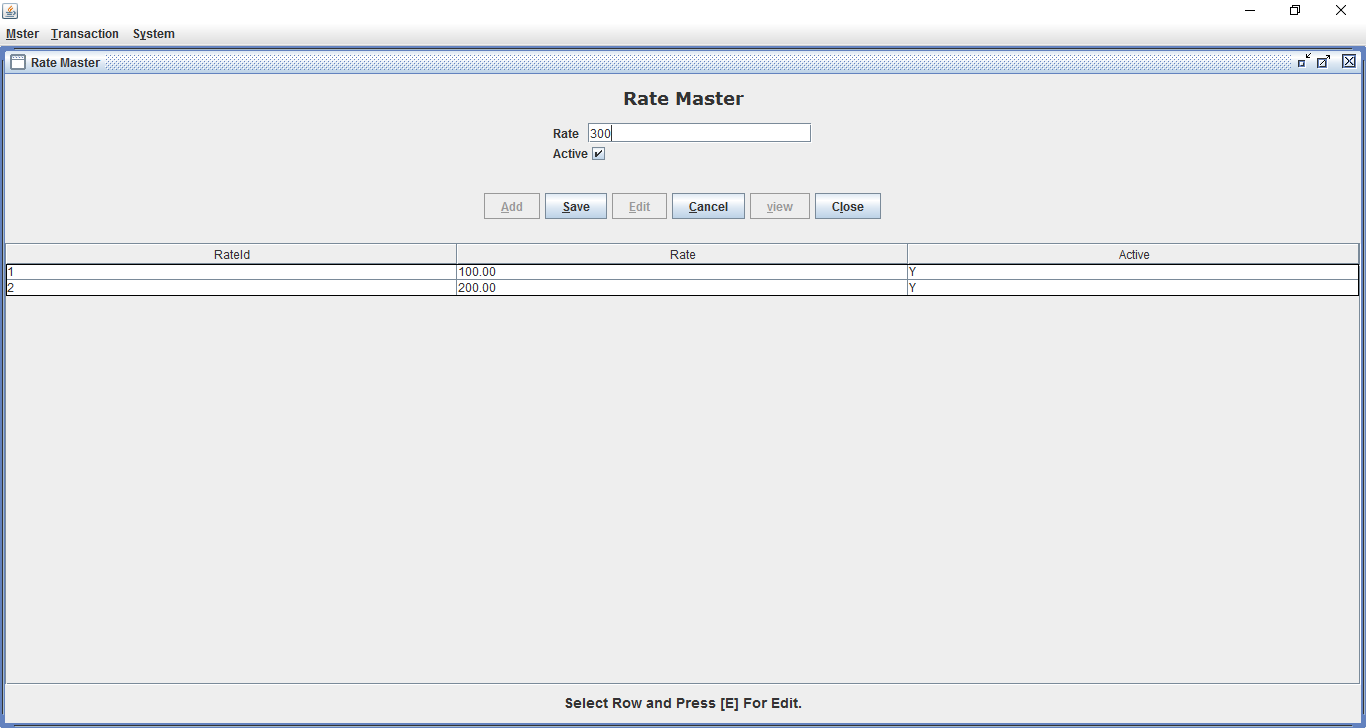 Mster Transaction System
Rate Master
Rate Master
Rate 300
Active
Add Save Edit Cancel view Close
RateId Rate Active
1 100.00 Y
2 200.00 Y
Select Row and Press [E] For Edit.